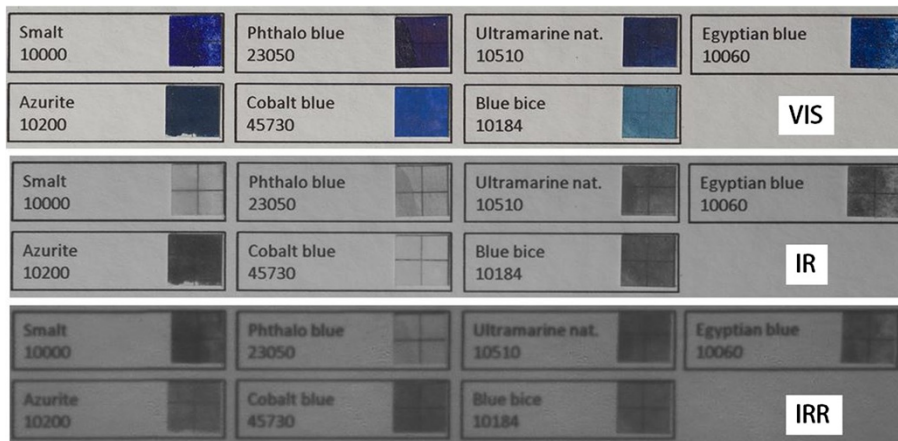 Smalt
10000
Phthalo blue
23050
Ultramarine nat.
10510
Egyptian blue
10060
Azurite
10200
Cobalt blue
45730
Blue bice
10184
VIS
Smalt
10000
Phthalo blue
23050
Ultramarine nat.
10510
Egyptian blue
10060
Azurite
10200
Cobalt blue
45730
Blue bice
10184
IR
Smalt
10000
Phthalo blue
23050
Ultramarine nat.
10510
Egyptian blue
10060
Azurite
10200
Cobalt blue
45730
Blue bice
10184
IRR